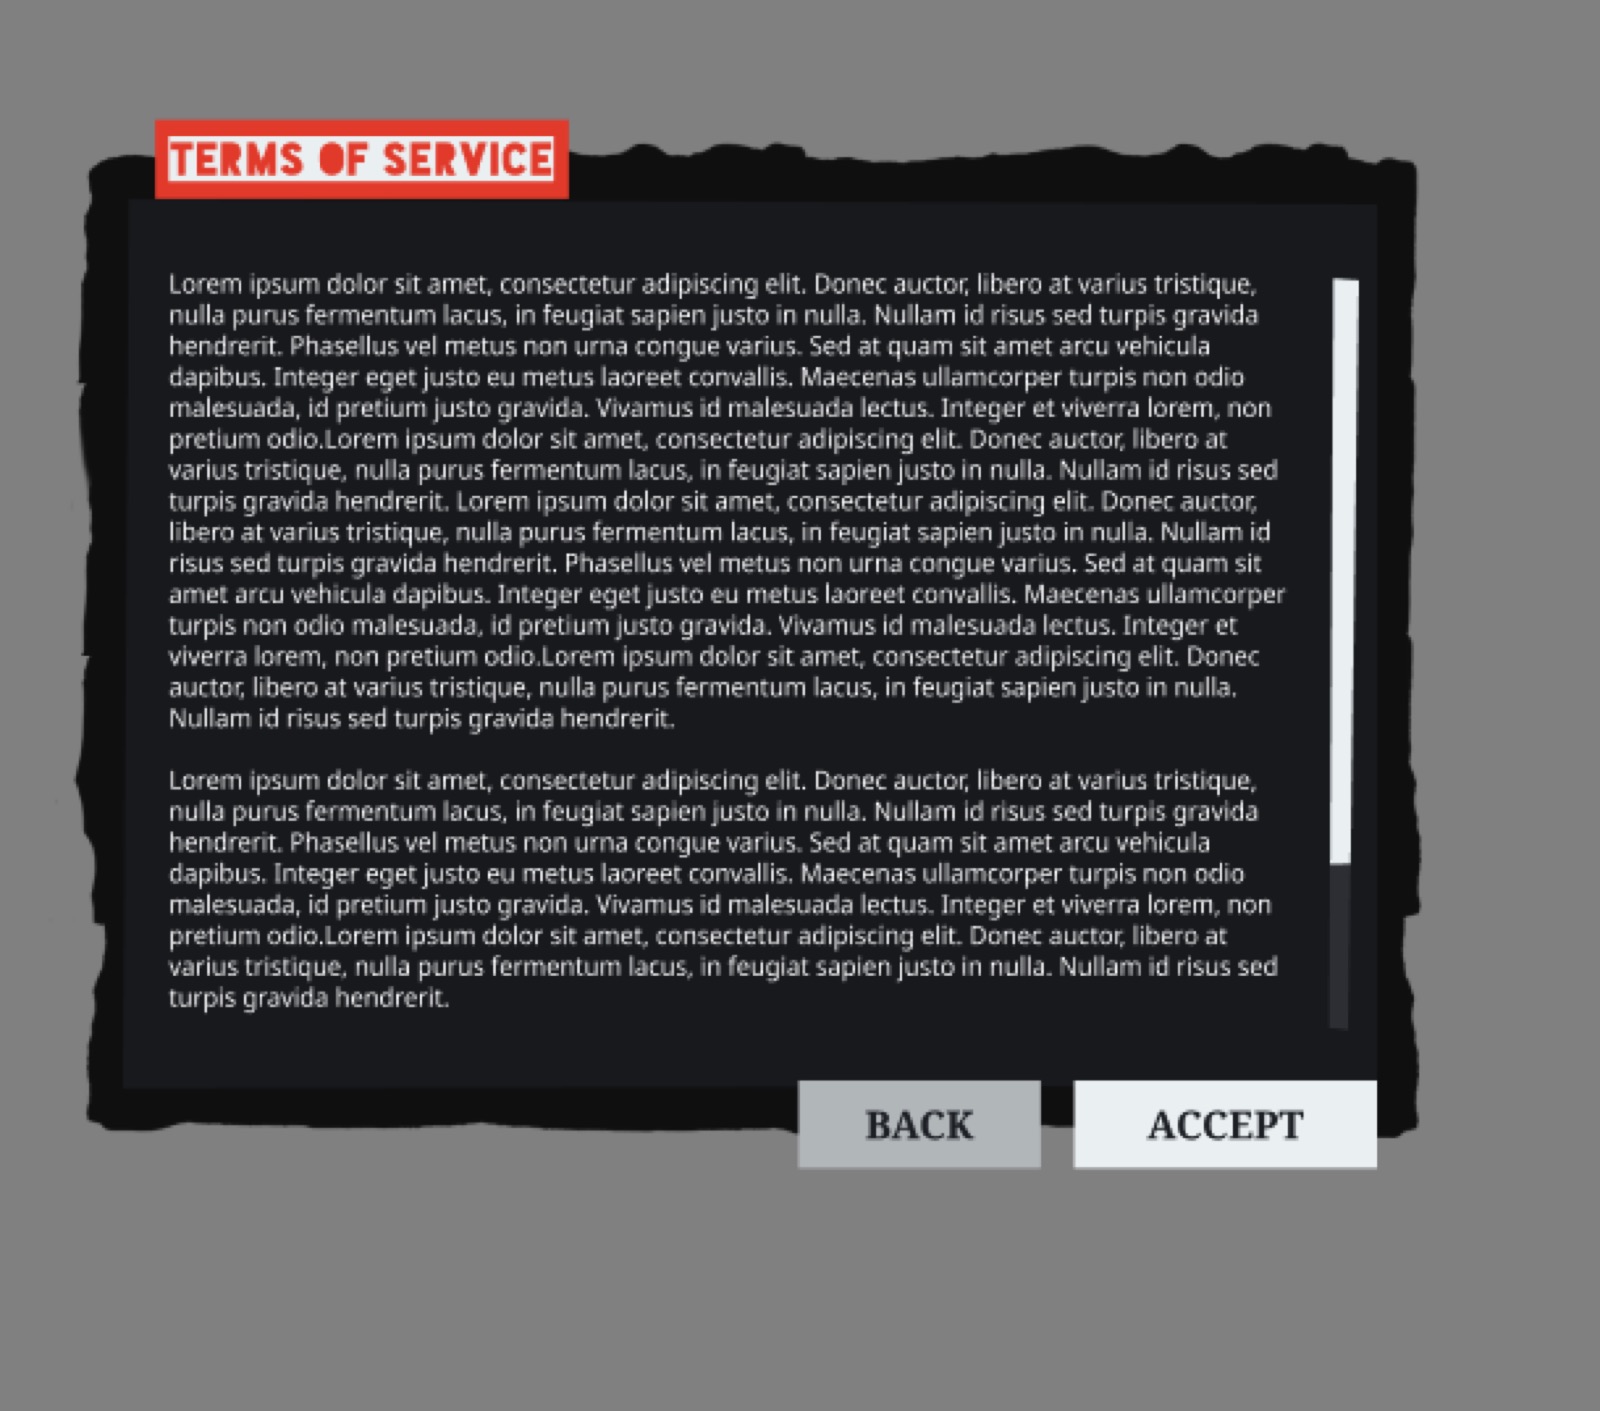 TERMS OF SERVICE
Lorem ipsum dolor sit amet, consectetur adipiscing elit. Donec auctor, libero at varius tristique,
nulla purus fermentum lacus, in feugiat sapien justo in nulla. Nullam id risus sed turpis gravida
hendrerit. Phasellus vel metus non urna congue varius. Sed at quam sit amet arcu vehicula
dapibus. Integer eget justo eu metus laoreet convallis. Maecenas ullamcorper turpis non odio
malesuada, id pretium justo gravida. Vivamus id malesuada lectus. Integer et viverra lorem, non
pretium odio.Lorem ipsum dolor sit amet, consectetur adipiscing elit. Donec auctor, libero at
varius tristique, nulla purus fermentum lacus, in feugiat sapien justo in nulla. Nullam id risus sed
turpis gravida hendrerit. Lorem ipsum dolor sit amet, consectetur adipiscing elit. Donec auctor,
libero at varius tristique, nulla purus fermentum lacus, in feugiat sapien justo in nulla. Nullam id
risus sed turpis gravida hendrerit. Phasellus vel metus non urna congue varius. Sed at quam sit
amet arcu vehicula dapibus. Integer eget justo eu metus laoreet convallis. Maecenas ullamcorper
turpis non odio malesuada, id pretium justo gravida. Vivamus id malesuada lectus. Integer et
viverra lorem, non pretium odio.Lorem ipsum dolor sit amet, consectetur adipiscing elit. Donec
auctor, libero at varius tristique, nulla purus fermentum lacus, in feugiat sapien justo in nulla.
Nullam id risus sed turpis gravida hendrerit.
Lorem ipsum dolor sit amet, consectetur adipiscing elit. Donec auctor, libero at varius tristique,
nulla purus fermentum lacus, in feugiat sapien justo in nulla. Nullam id risus sed turpis gravida
hendrerit. Phasellus vel metus non urna congue varius. Sed at quam sit amet arcu vehicula
dapibus. Integer eget justo eu metus laoreet convallis. Maecenas ullamcorper turpis non odio
malesuada, id pretium justo gravida. Vivamus id malesuada lectus. Integer et viverra lorem, non
pretium odio.Lorem ipsum dolor sit amet, consectetur adipiscing elit. Donec auctor, libero at
varius tristique, nulla purus fermentum lacus, in feugiat sapien justo in nulla. Nullam id risus sed
turpis gravida hendrerit.
BACK
ACCEPT